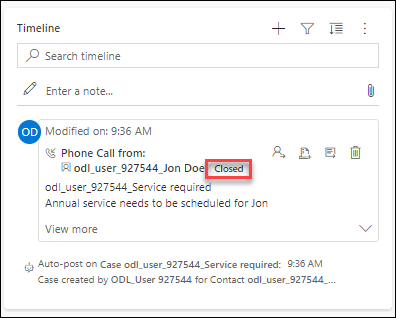 Timeline
Search timeline
Enter a note...
OD
Modified on: 9:36 AM
Phone Call from:
odl_user_927544_Jon Doe Closed
odl_user_927544_Service required
Annual service needs to be scheduled for Jon
View more
Auto-post on Case odl_user_927544_Service required: 9:36 AM
Case created by ODL_User 927544 for Contact odl_user_927544_...